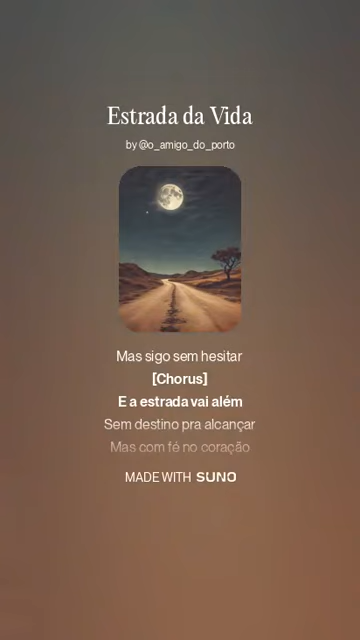 Estrada da Vida
by @o_amigo_do_porto
Mas sigo sem hesitar
[Chorus]
E a estrada vai além
Sem destino pra alcançar
Mas com fé no coração
MADE WITH SUNO